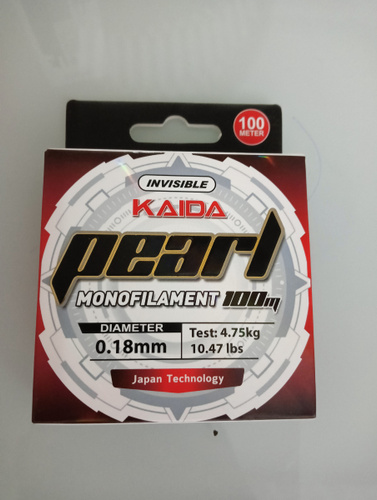 100
METER
INVISIBLE
KAIDA
pearl
MONOFILAMENT 100m
DIAMETER
0.18mm
Test: 4.75kg
10.47 lbs
Japan Technology